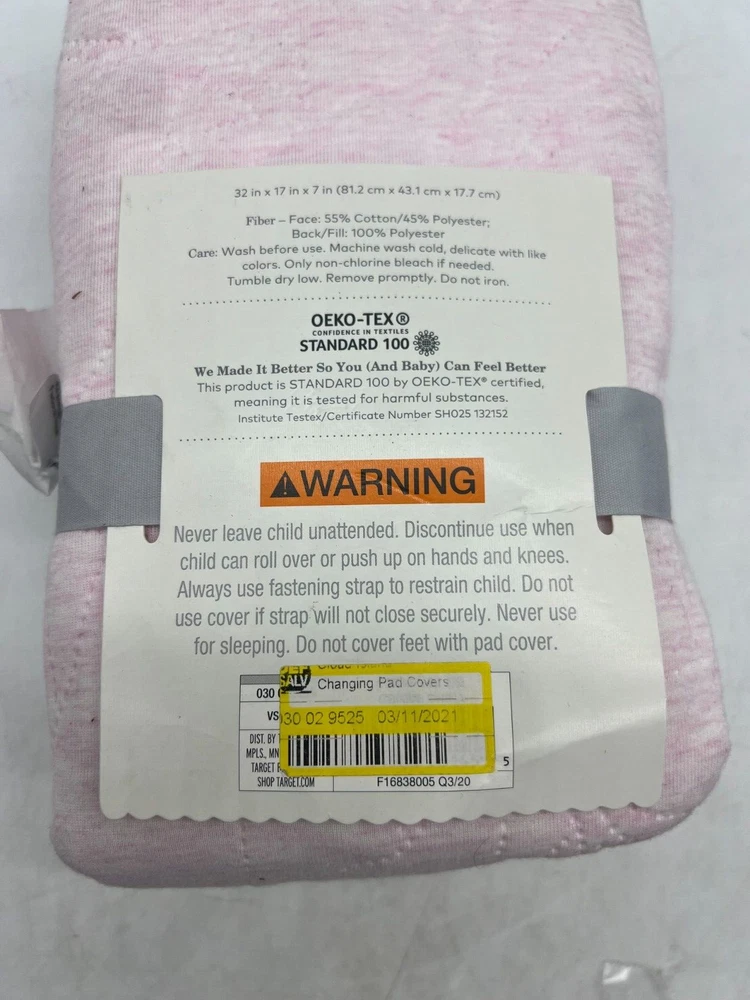 32 in x 17 in x 7 in (81.2 cm x 43.1 cm x 17.7 cm)
Fiber – Face: 55% Cotton/45% Polyester;
Back/Fill: 100% Polyester
Care: Wash before use. Machine wash cold, delicate with like
colors. Only non-chlorine bleach if needed.
Tumble dry low. Remove promptly. Do not iron.
OEKO-TEX®
CONFIDENCE IN TEXTILES
STANDARD 100
We Made It Better So You (And Baby) Can Feel Better
This product is STANDARD 100 by OEKO-TEX® certified,
meaning it is tested for harmful substances.
Institute Testex/Certificate Number SH025 132152
WARNING
Never leave child unattended. Discontinue use when
child can roll over or push up on hands and knees.
Always use fastening strap to restrain child. Do not
use cover if strap will not close securely. Never use
for sleeping. Do not cover feet with pad cover.
SALV
Changing Pad Covers
030
VS
030 02 9525 03/11/2021
DIST. BY
MPLS., MN
TARGET
5
SHOP TARGET.COM
F16838005 Q3/20